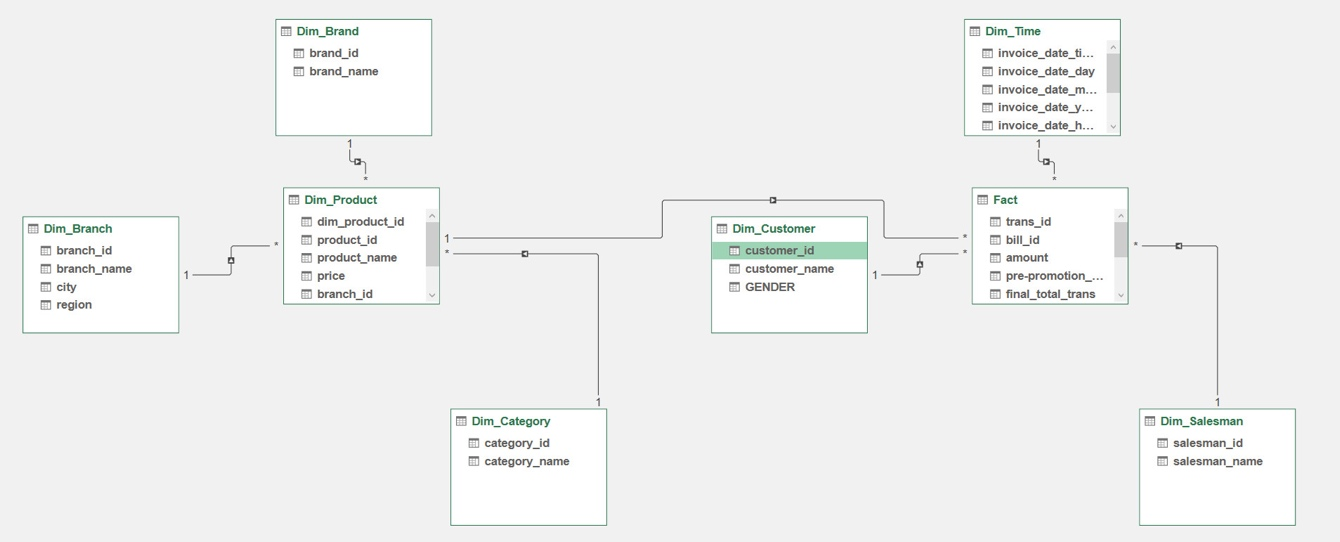 Dim_Brand
brand_id
brand_name
1
*
Dim_Time
invoice_date_ti...
invoice_date_day
invoice_date_m...
invoice_date_y...
invoice_date_h...
1
*
Dim_Branch
branch_id
branch_name
city
region
1
*
Dim_Product
dim_product_id
product_id
product_name
price
branch_id
1
*
Dim_Customer
customer_id
customer_name
GENDER
1
*
*
Fact
trans_id
bill_id
amount
pre-promotion_...
final_total_trans
*
1
Dim_Category
category_id
category_name
1
Dim_Salesman
salesman_id
salesman_name